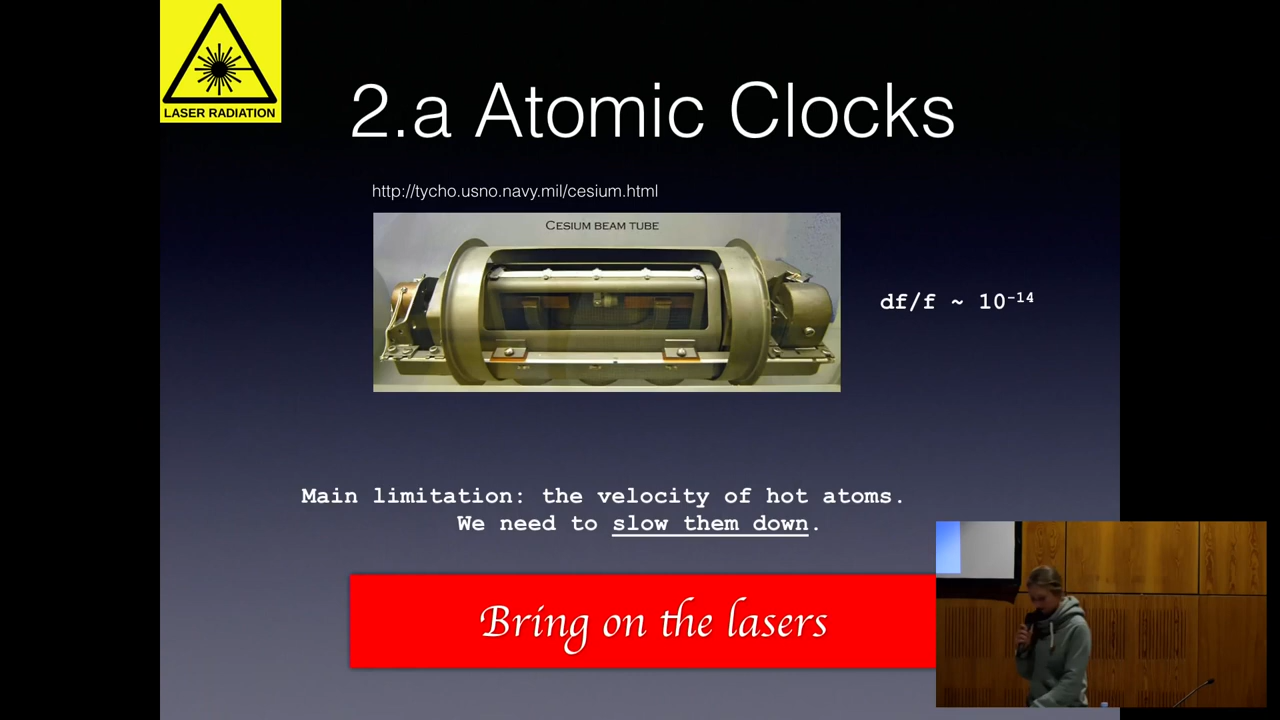 LASER RADIATION
2.a Atomic Clocks
http://tycho.usno.navy.mil/cesium.html
CESIUM BEAM TUBE
df/f ~ 10⁻¹⁴
Main limitation: the velocity of hot atoms.
We need to slow them down.
Bring on the lasers